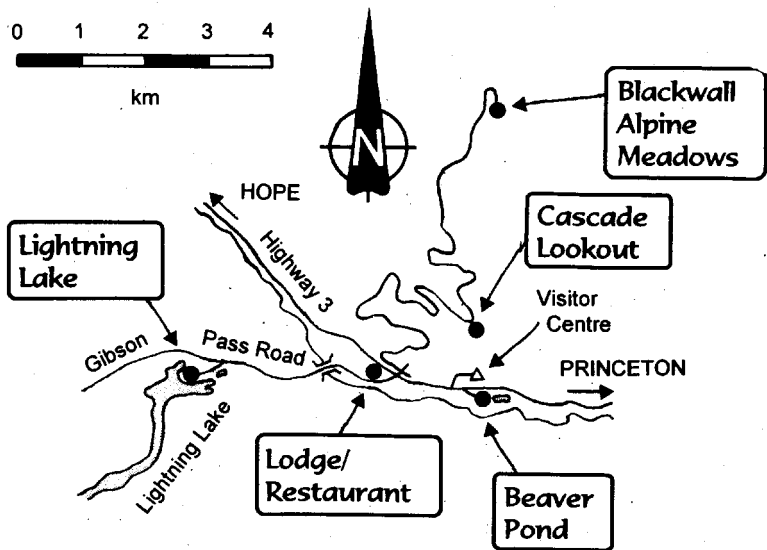 0 1 2 3 4
km
N
Blackwall
Alpine
Meadows
HOPE
Highway 3
Cascade
Lookout
Lightning
Lake
Visitor
Centre
Gibson Pass Road
PRINCETON
Lightning Lake
Lodge/
Restaurant
Beaver
Pond